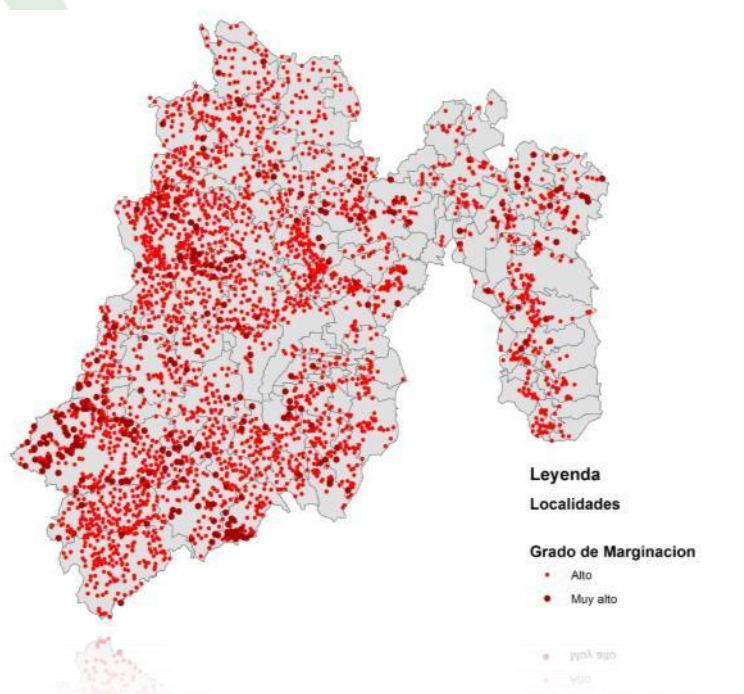 Leyenda
Localidades
Grado de Marginacion
Alto
Muy alto